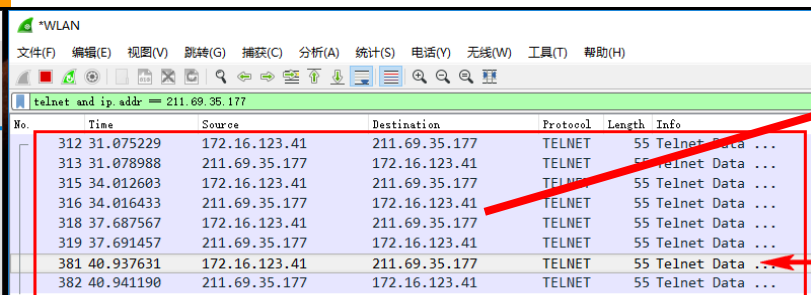 *WLAN
文件(F) 编辑(E) 视图(V) 跳转(G) 捕获(C) 分析(A) 统计(S) 电话(Y) 无线(W) 工具(T) 帮助(H)
telnet and ip.addr == 211.69.35.177
No. Time Source Destination Protocol Length Info
312 31.075229 172.16.123.41 211.69.35.177 TELNET 55 Telnet Data ...
313 31.078988 211.69.35.177 172.16.123.41 TELNET 55 Telnet Data ...
315 34.012603 172.16.123.41 211.69.35.177 TELNET 55 Telnet Data ...
316 34.016433 211.69.35.177 172.16.123.41 TELNET 55 Telnet Data ...
318 37.687567 172.16.123.41 211.69.35.177 TELNET 55 Telnet Data ...
319 37.691457 211.69.35.177 172.16.123.41 TELNET 55 Telnet Data ...
381 40.937631 172.16.123.41 211.69.35.177 TELNET 55 Telnet Data ...
382 40.941190 211.69.35.177 172.16.123.41 TELNET 55 Telnet Data ...